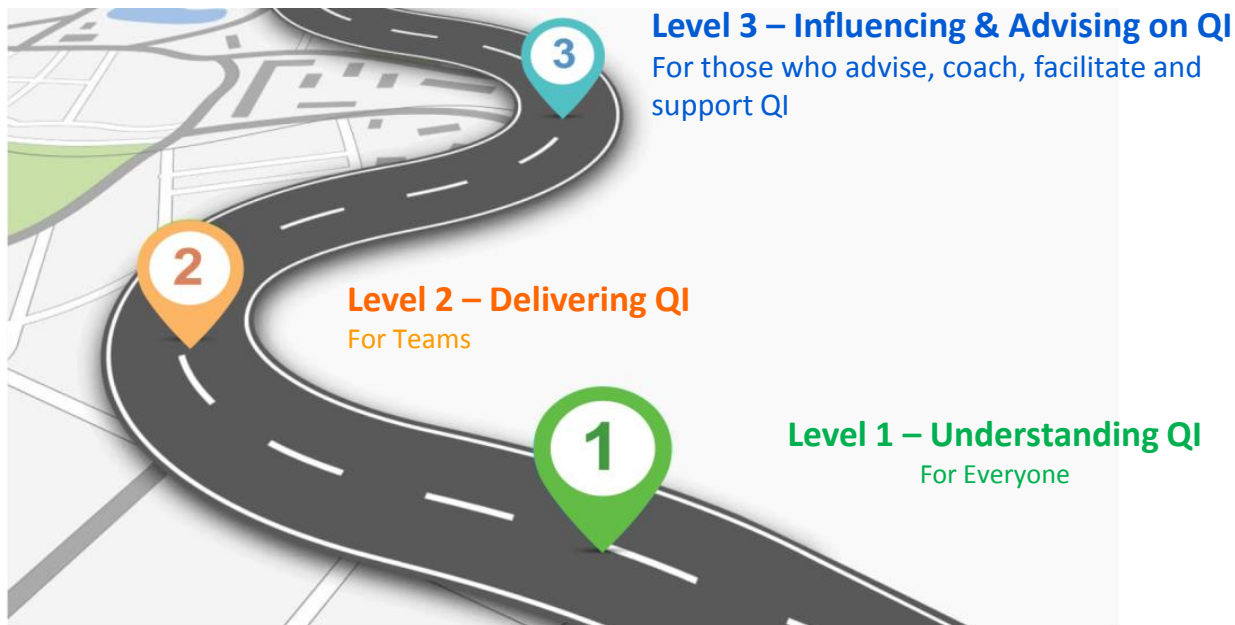 3
Level 3 – Influencing & Advising on QI
For those who advise, coach, facilitate and
support QI
2
Level 2 – Delivering QI
For Teams
1
Level 1 – Understanding QI
For Everyone